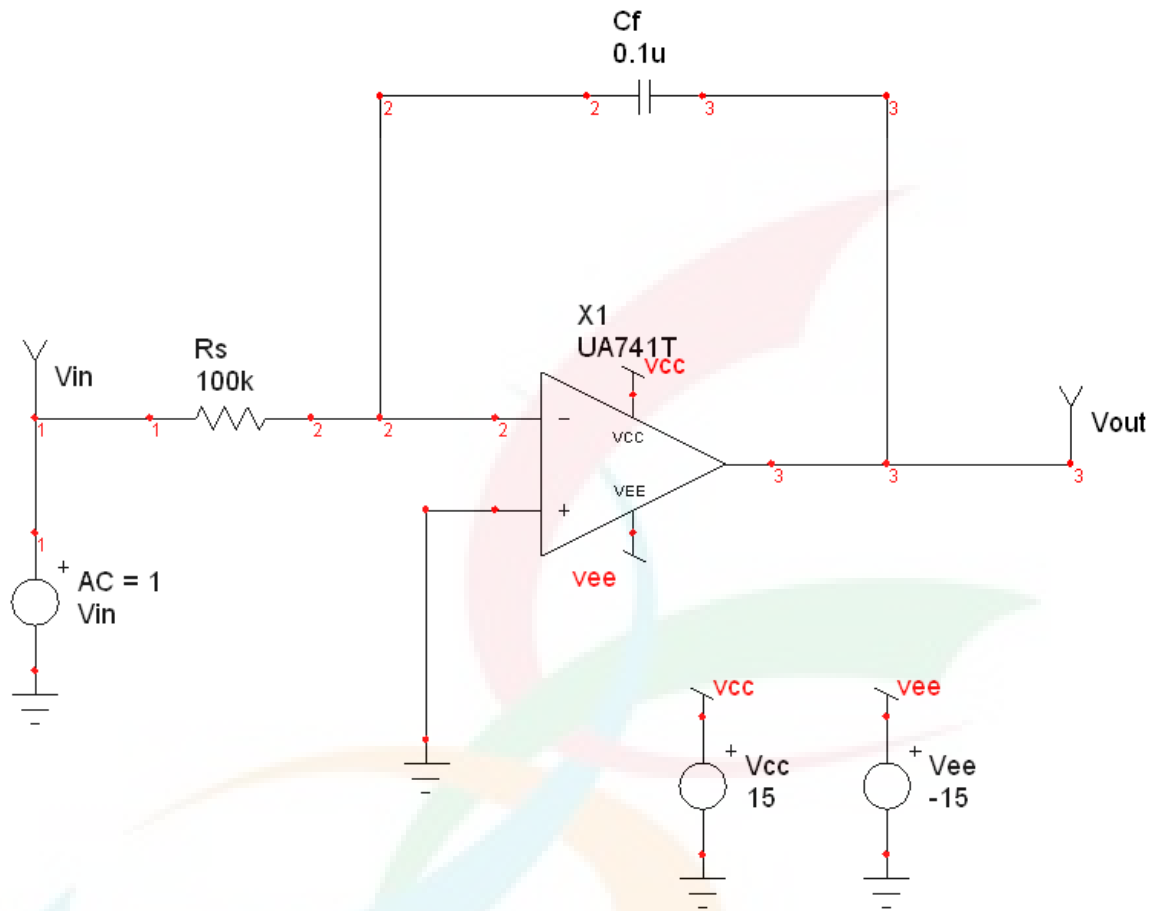 Cf
0.1u
2
2
3
3
X1
UA741T
vcc
Rs
100k
Vin
1
1
2
2
2
−
VCC
VEE
+
3
3
3
Vout
vee
1
+
AC = 1
Vin
vcc
vee
+
Vcc
15
+
Vee
-15